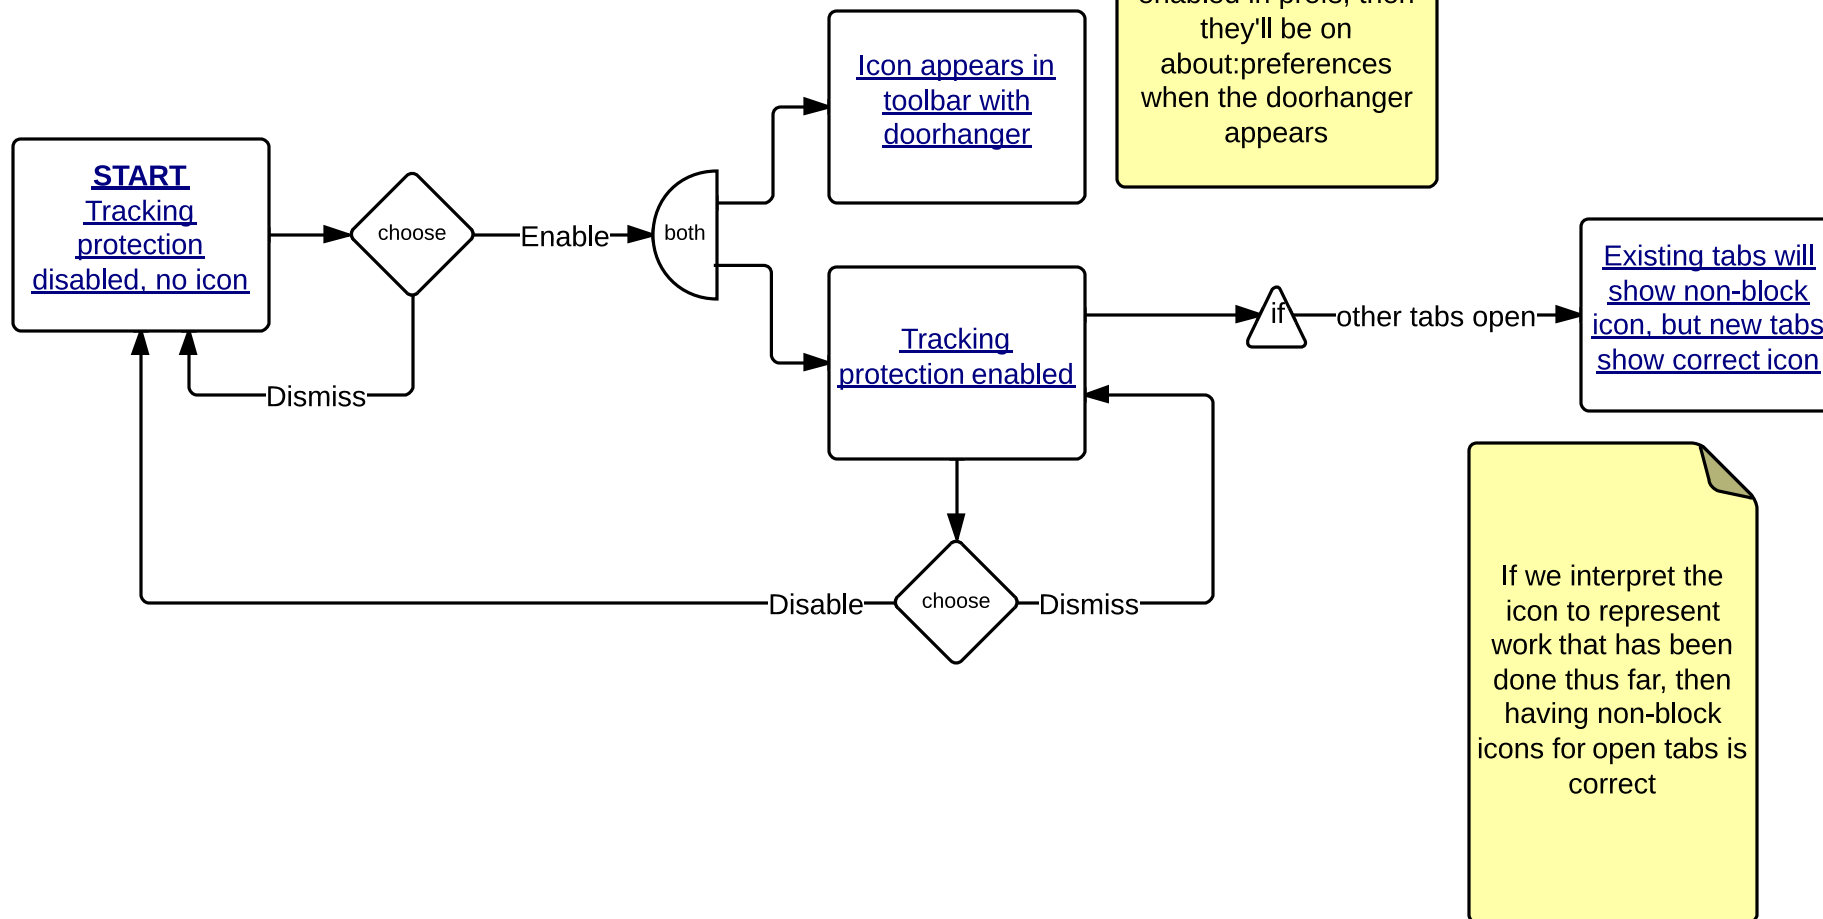 they'll be on
about:preferences
when the doorhanger
appears
Icon appears in
toolbar with
doorhanger
START
Tracking
protection
disabled, no icon
choose
Enable
both
Dismiss
Tracking
protection enabled
if
other tabs open
Existing tabs will
show non-block
icon, but new tabs
show correct icon
Disable
choose
Dismiss
If we interpret the
icon to represent
work that has been
done thus far, then
having non-block
icons for open tabs is
correct